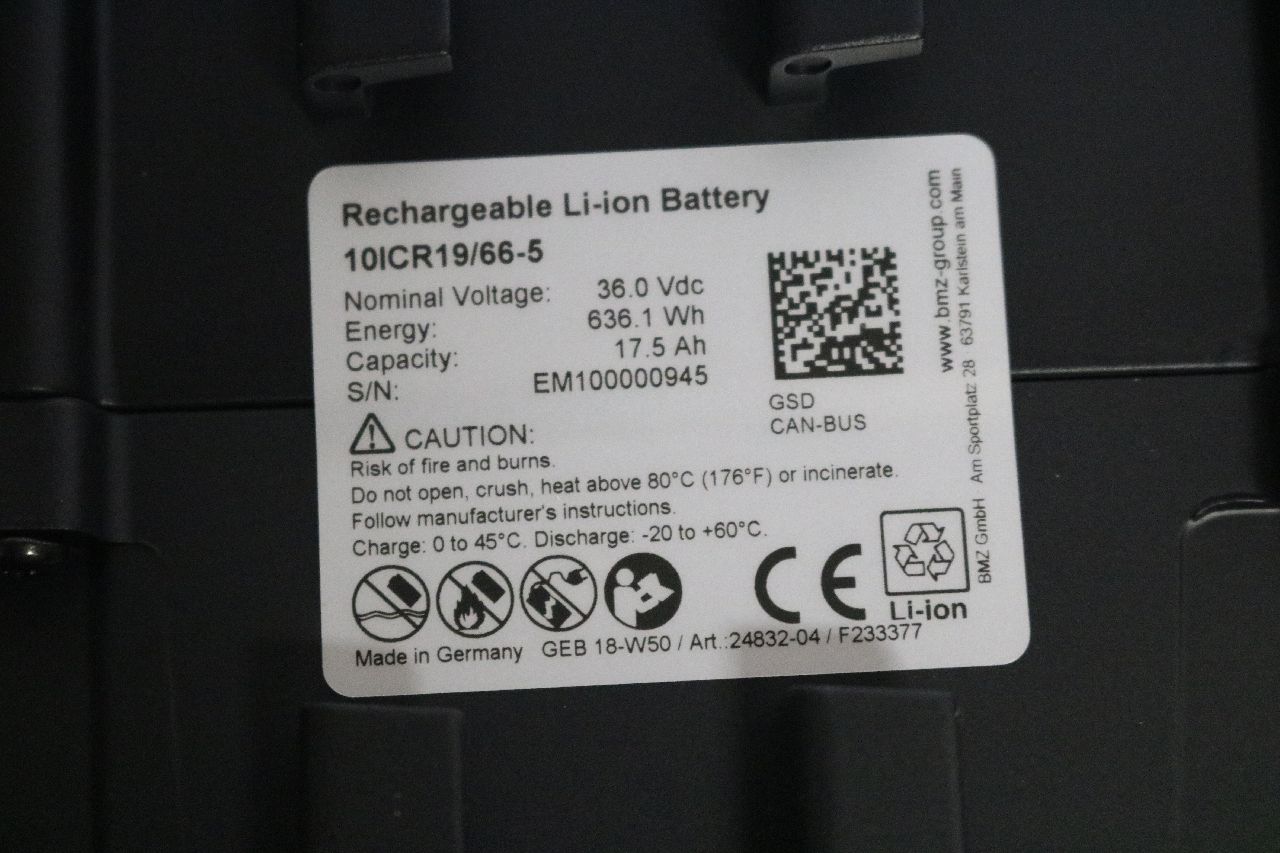 Rechargeable Li-ion Battery
10ICR19/66-5
Nominal Voltage: 36.0 Vdc
Energy: 636.1 Wh
Capacity: 17.5 Ah
S/N: EM100000945
GSD
CAN-BUS
CAUTION:
Risk of fire and burns.
Do not open, crush, heat above 80°C (176°F) or incinerate.
Follow manufacturer's instructions.
Charge: 0 to 45°C. Discharge: -20 to +60°C.
CE
Li-ion
Made in Germany GEB 18-W50 / Art.:24832-04 / F233377
www.bmz-group.com
BMZ GmbH Am Sportplatz 28 63791 Karlstein am Main